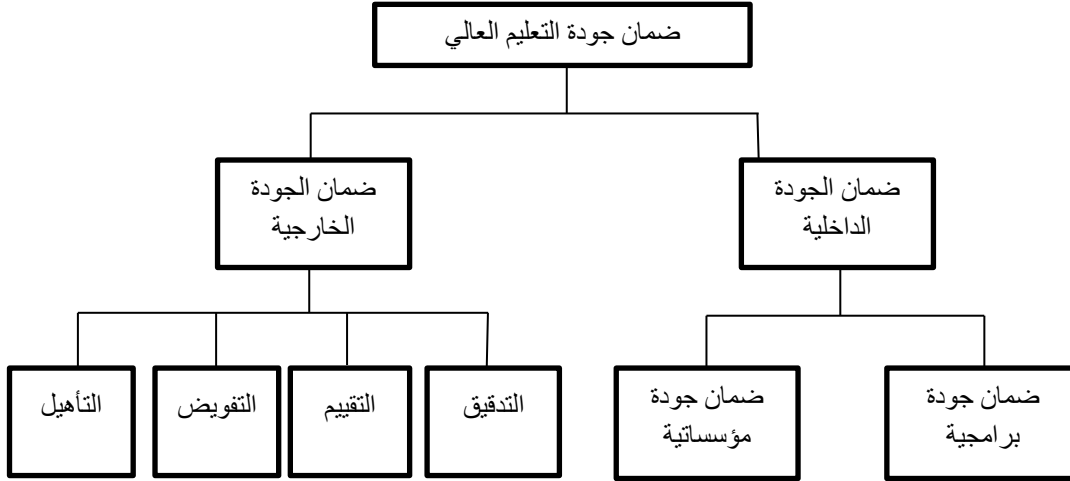 ضمان جودة التعليم العالي
ضمان الجودة
الداخلية
ضمان الجودة
الخارجية
ضمان جودة
برامجية
ضمان جودة
مؤسساتية
التدقيق
التقييم
التفويض
التأهيل